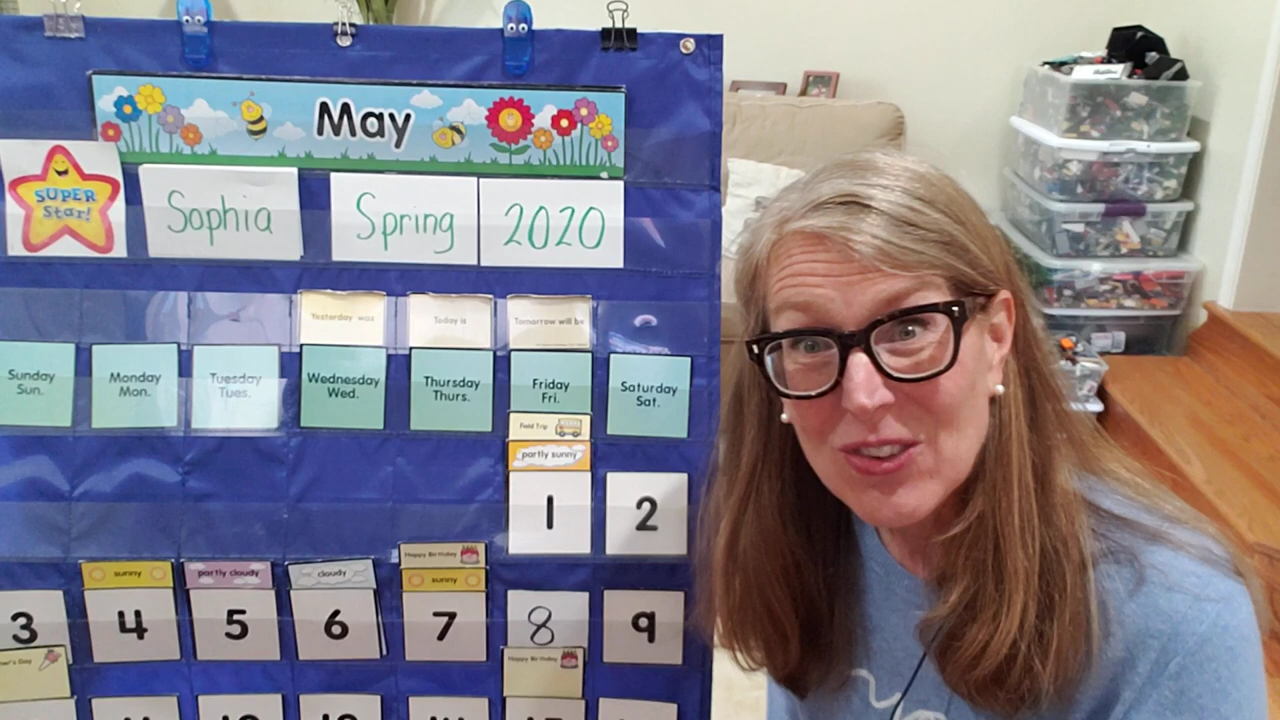 May
SUPER
Star!
Sophia
Spring
2020
Yesterday was
Today is
Tomorrow will be
Sunday
Sun.
Monday
Mon.
Tuesday
Tues.
Wednesday
Wed.
Thursday
Thurs.
Friday
Fri.
Saturday
Sat.
Field Trip
partly sunny
1
2
sunny
partly cloudy
cloudy
Happy Birthday
sunny
3
4
5
6
7
8
9
Day
Happy Birthday